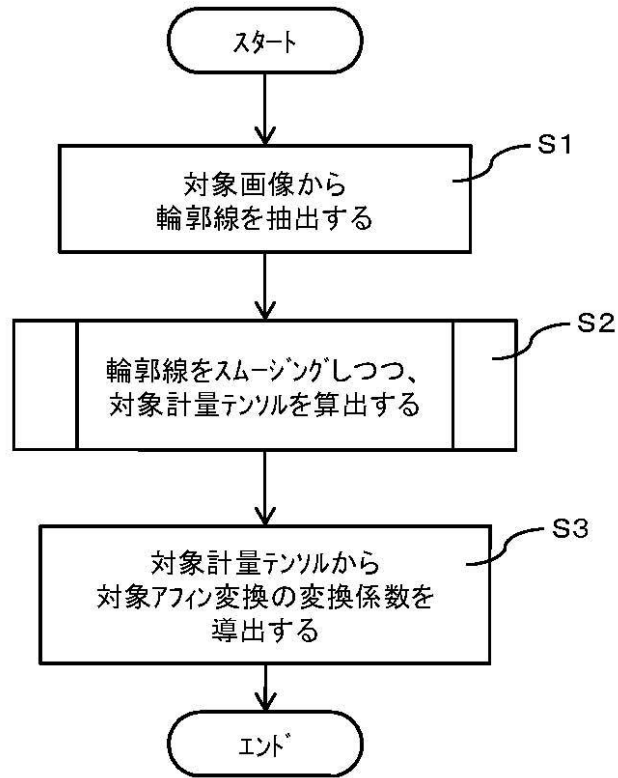 スタート
S1
対象画像から
輪郭線を抽出する
S2
輪郭線をスムージングしつつ、
対象計量テンソルを算出する
S3
対象計量テンソルから
対象アフィン変換の変換係数を
導出する
エンド